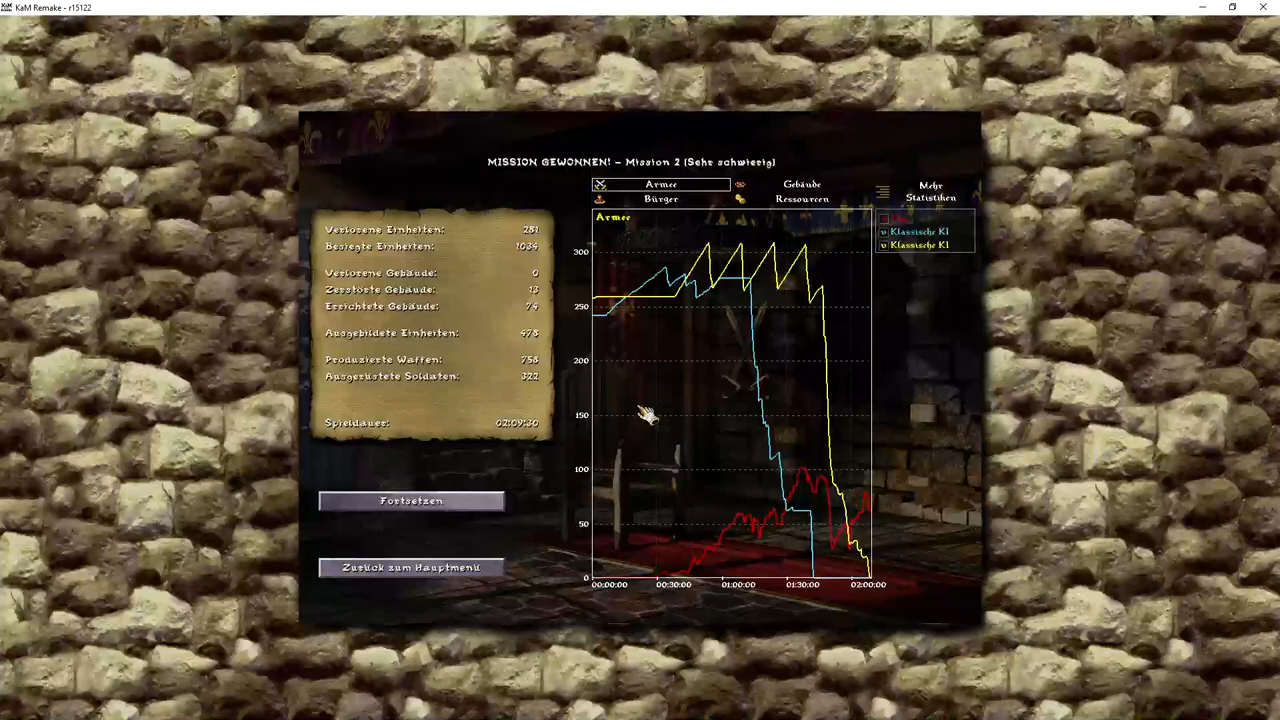 KaM Remake - r15122
MISSION GEWONNEN! - Mission 2 (Sehr schwierig)
Armee
Gebäude
Mehr
Statistiken
Bürger
Ressourcen
Verlorene Einheiten: 281
Besiegte Einheiten: 1034
Verlorene Gebäude: 0
Zerstörte Gebäude: 13
Errichtete Gebäude: 74
Ausgebildete Einheiten: 478
Produzierte Waffen: 758
Ausgerüstete Soldaten: 322
Spieldauer: 02:09:30
Fortsetzen
Zurück zum Hauptmenü
Armee
300
250
200
150
100
50
0
00:00:00 00:30:00 01:00:00 01:30:00 02:00:00
Klassische KI
Klassische KI